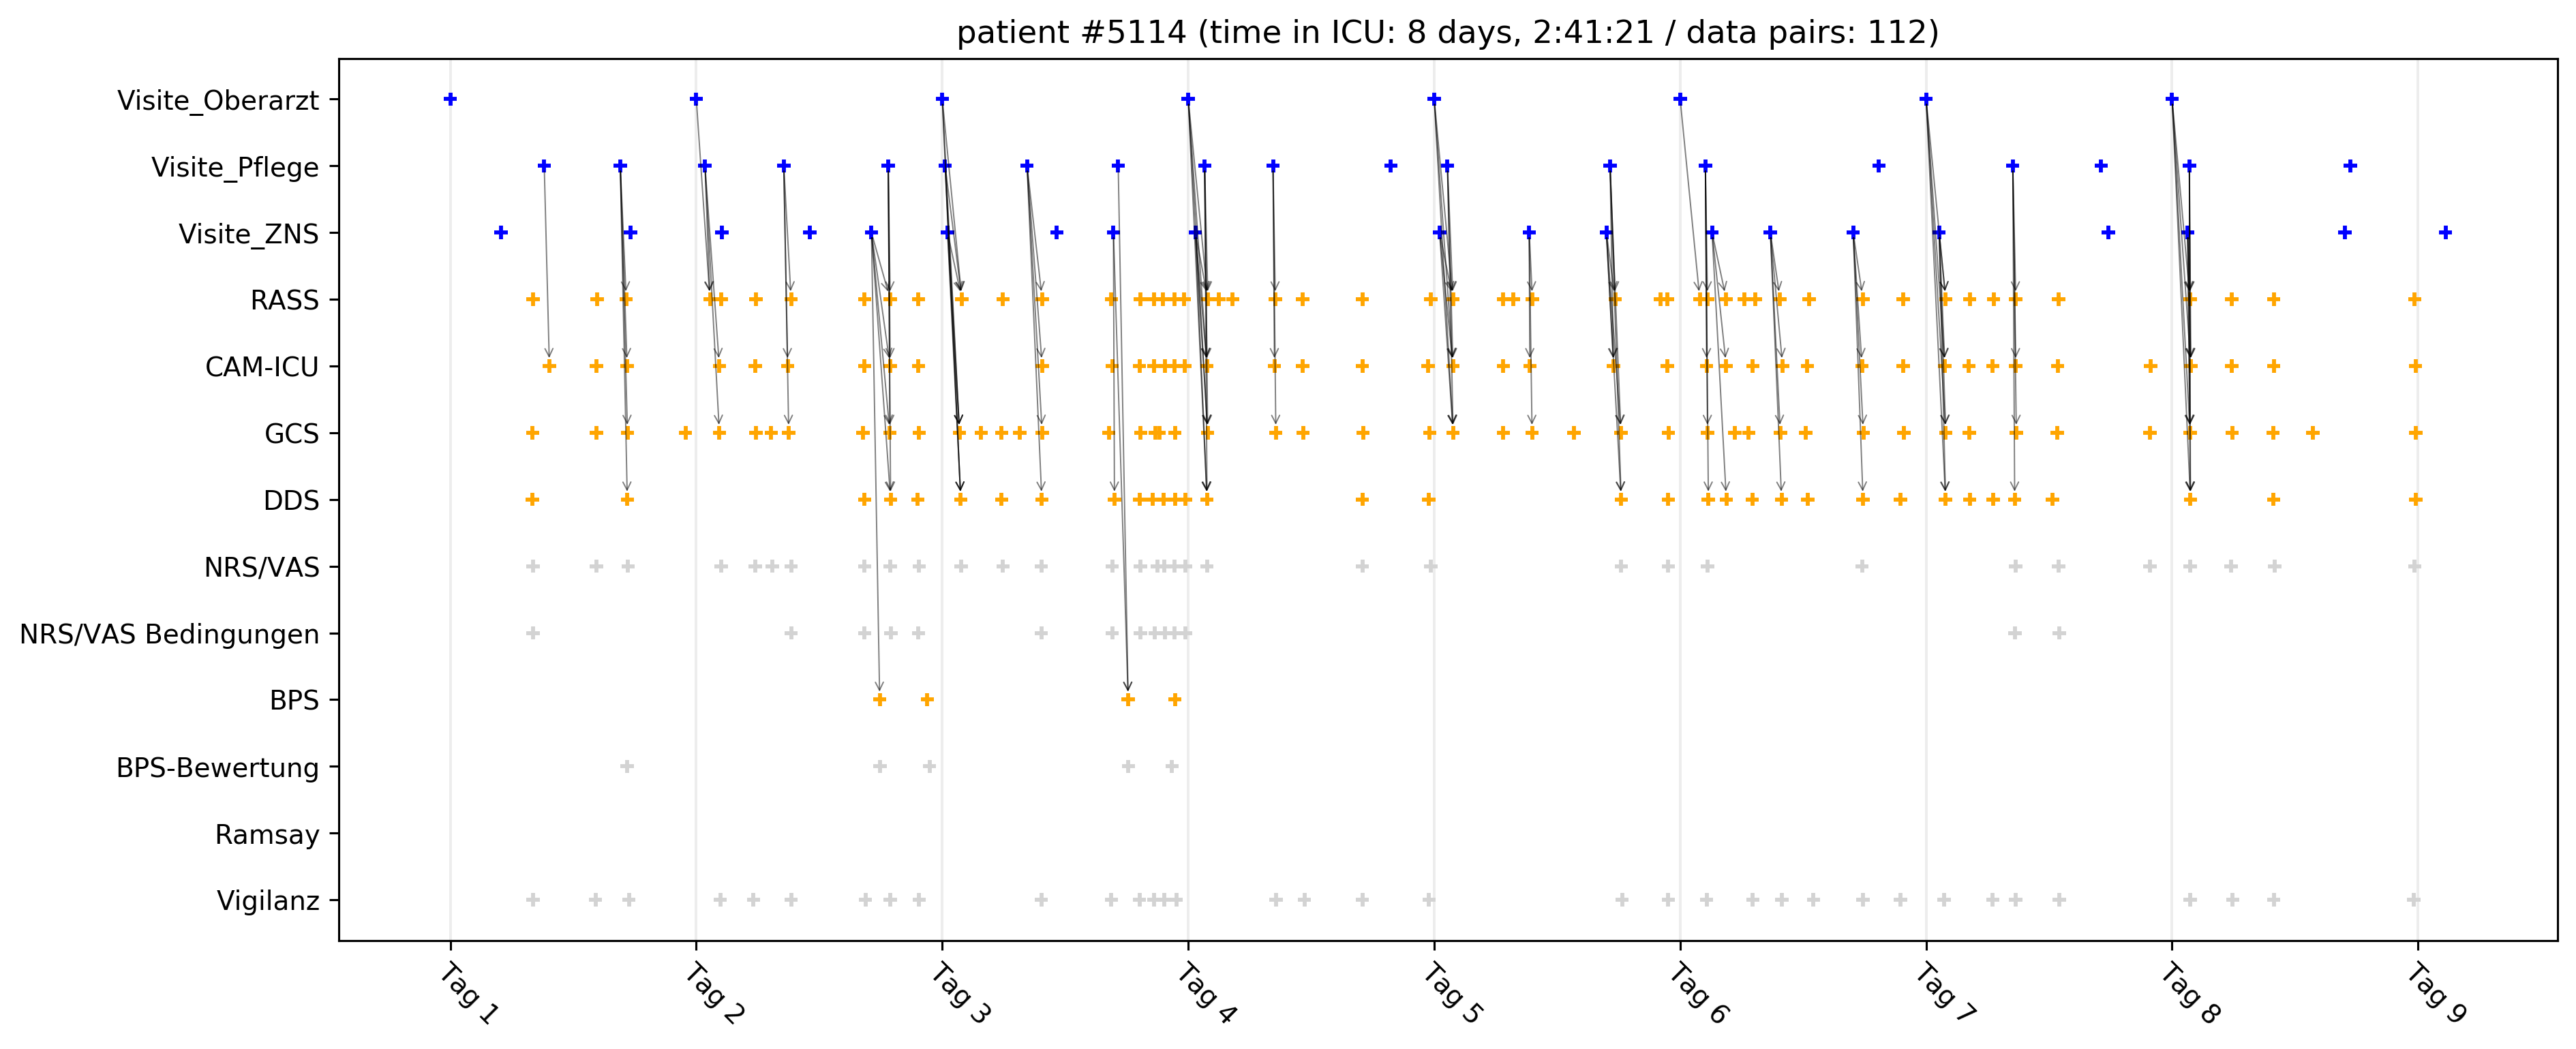 patient #5114 (time in ICU: 8 days, 2:41:21 / data pairs: 112)
Visite_Oberarzt
Visite_Pflege
Visite_ZNS
RASS
CAM-ICU
GCS
DDS
NRS/VAS
NRS/VAS Bedingungen
BPS
BPS-Bewertung
Ramsay
Vigilanz
Tag 1
Tag 2
Tag 3
Tag 4
Tag 5
Tag 6
Tag 7
Tag 8
Tag 9